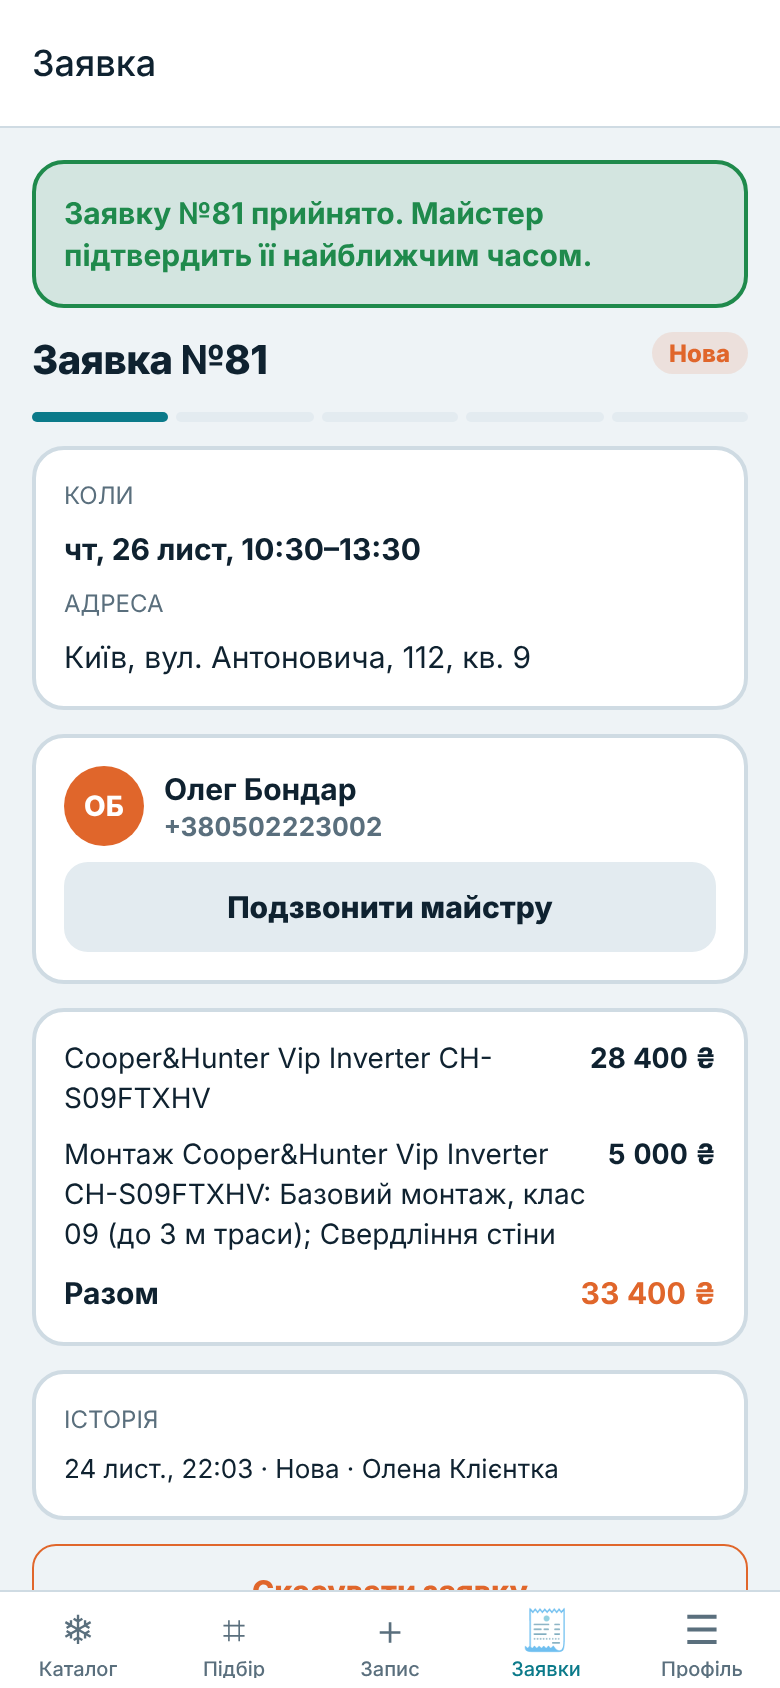 Заявка
Заявку №81 прийнято. Майстер
підтвердить її найближчим часом.
Заявка №81
Нова
КОЛИ
чт, 26 лист, 10:30–13:30
АДРЕСА
Київ, вул. Антоновича, 112, кв. 9
ОБ
Олег Бондар
+380502223002
Подзвонити майстру
Cooper&Hunter Vip Inverter CH-
S09FTXHV
28 400 ₴
Монтаж Cooper&Hunter Vip Inverter
CH-S09FTXHV: Базовий монтаж, клас
09 (до 3 м траси); Свердління стіни
5 000 ₴
Разом
33 400 ₴
ІСТОРІЯ
24 лист., 22:03 · Нова · Олена Клієнтка
Скасувати заявку
Каталог
Підбір
Запис
Заявки
Профіль